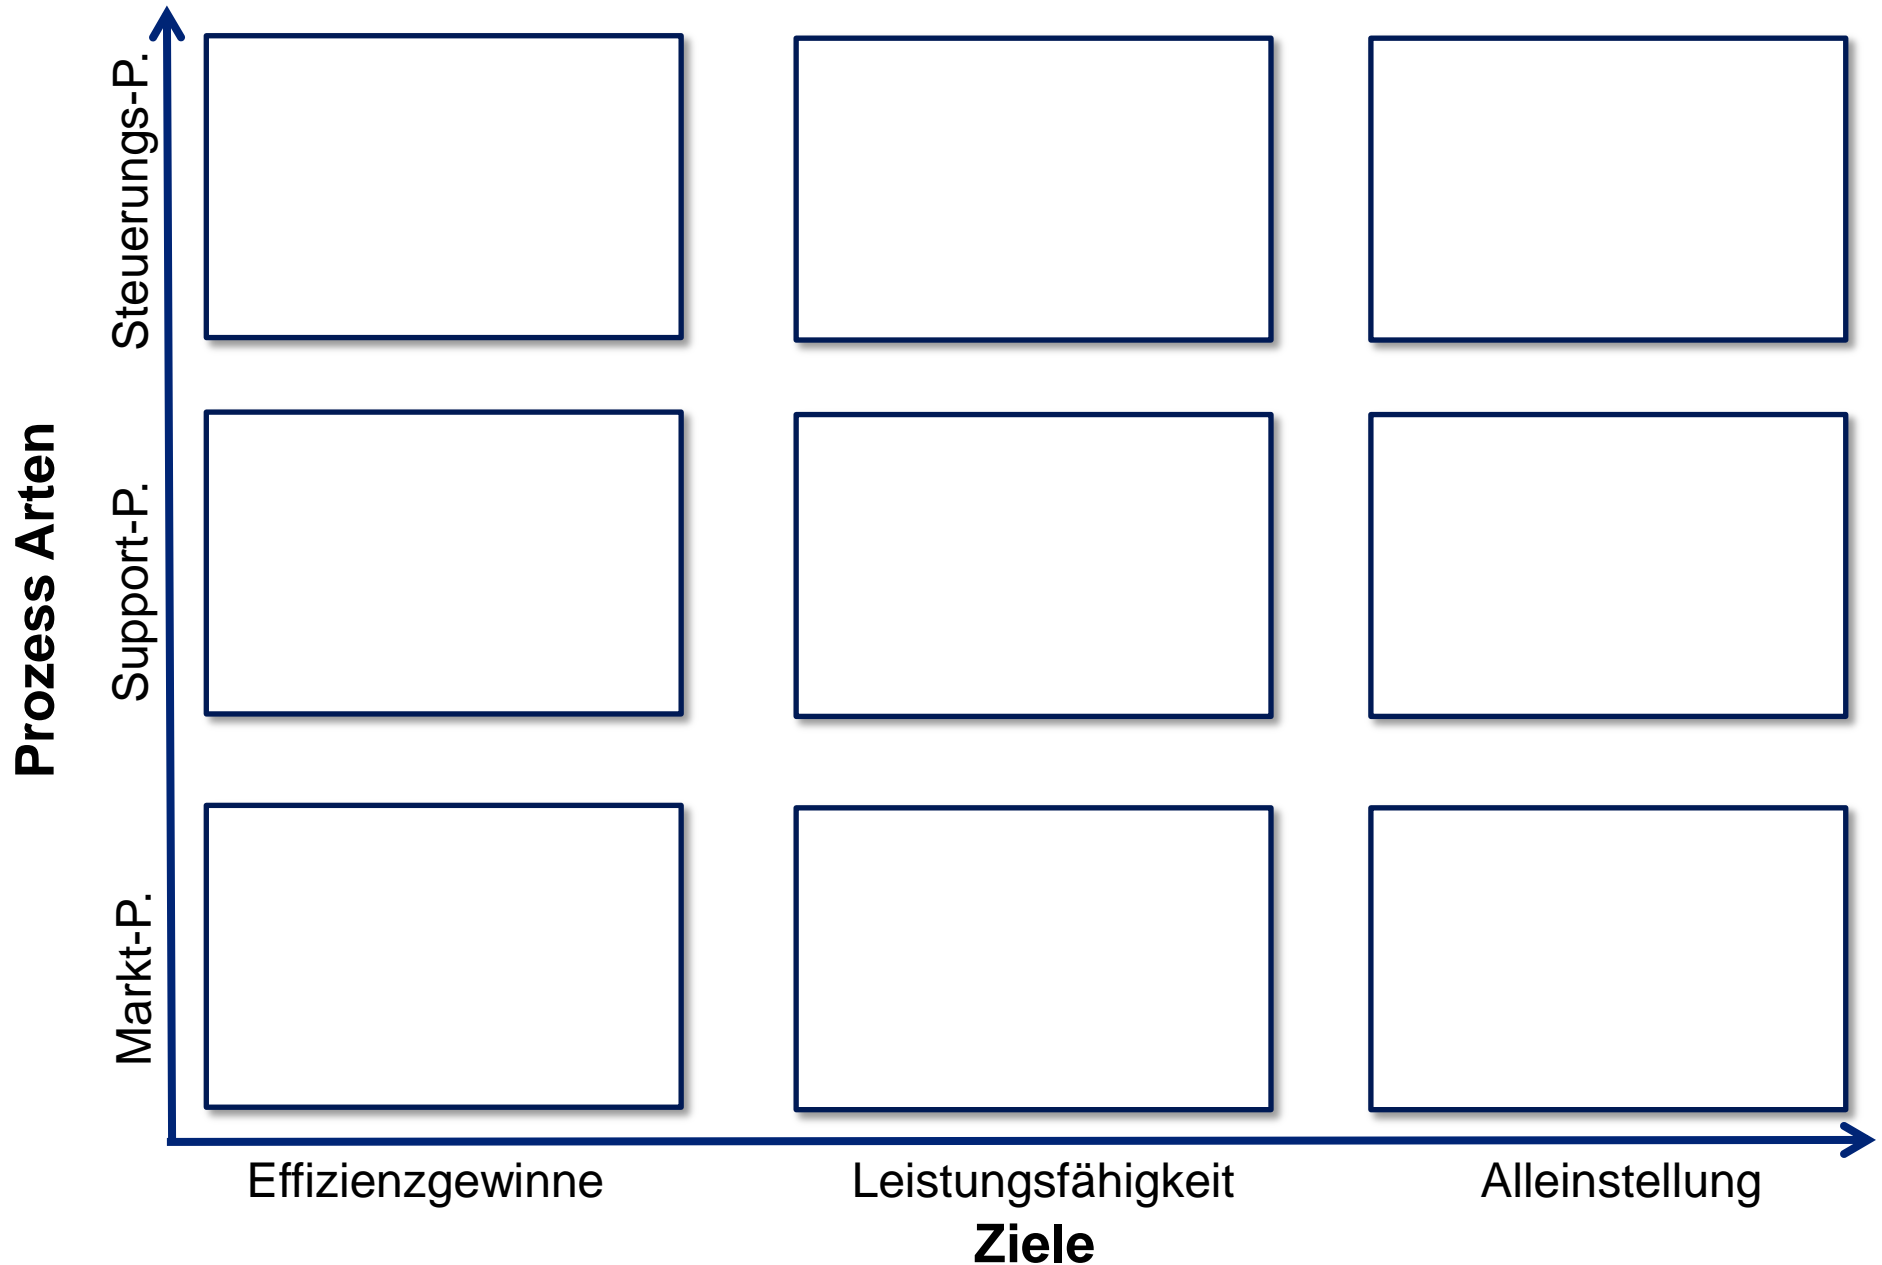 Prozess Arten
Steuerungs-P.
Support-P.
Markt-P.
Effizienzgewinne
Leistungsfähigkeit
Alleinstellung
Ziele